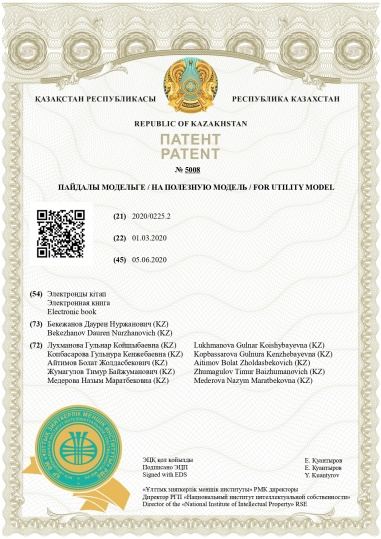 ҚАЗАҚСТАН РЕСПУБЛИКАСЫ РЕСПУБЛИКА КАЗАХСТАН
REPUBLIC OF KAZAKHSTAN
ПАТЕНТ
PATENT
№ 5008
ПАЙДАЛЫ МОДЕЛЬГЕ / НА ПОЛЕЗНУЮ МОДЕЛЬ / FOR UTILITY MODEL
(21) 2020/0225.2
(22) 01.03.2020
(45) 05.06.2020
(54) Электронды кітап
Электронная книга
Electronic book
(73) Бекежанов Даурен Нуржанович (KZ)
Bekezhanov Dauren Nurzhanovich (KZ)
(72) Лухманова Гульнар Койшыбаевна (KZ) Lukhmanova Gulnar Koishybayevna (KZ)
Копбасарова Гульнура Кенжебаевна (KZ) Kopbassarova Gulnura Kenzhebayevna (KZ)
Айтимов Болат Жолдасбекович (KZ) Aitimov Bolat Zholdasbekovich (KZ)
Жумагулов Тимур Байжуманович (KZ) Zhumagulov Timur Baizhumanovich (KZ)
Медерова Назым Маратбековна (KZ) Mederova Nazym Maratbekovna (KZ)
ЭЦҚ қол қойылды Е. Куантыров
Подписано ЭЦП Е. Куантыров
Signed with EDS Y. Kuantyrov
«Ұлттық зияткерлік меншік институты» РМК директоры
Директор РГП «Национальный институт интеллектуальной собственности»
Director of the «National Institute of Intellectual Property» RSE